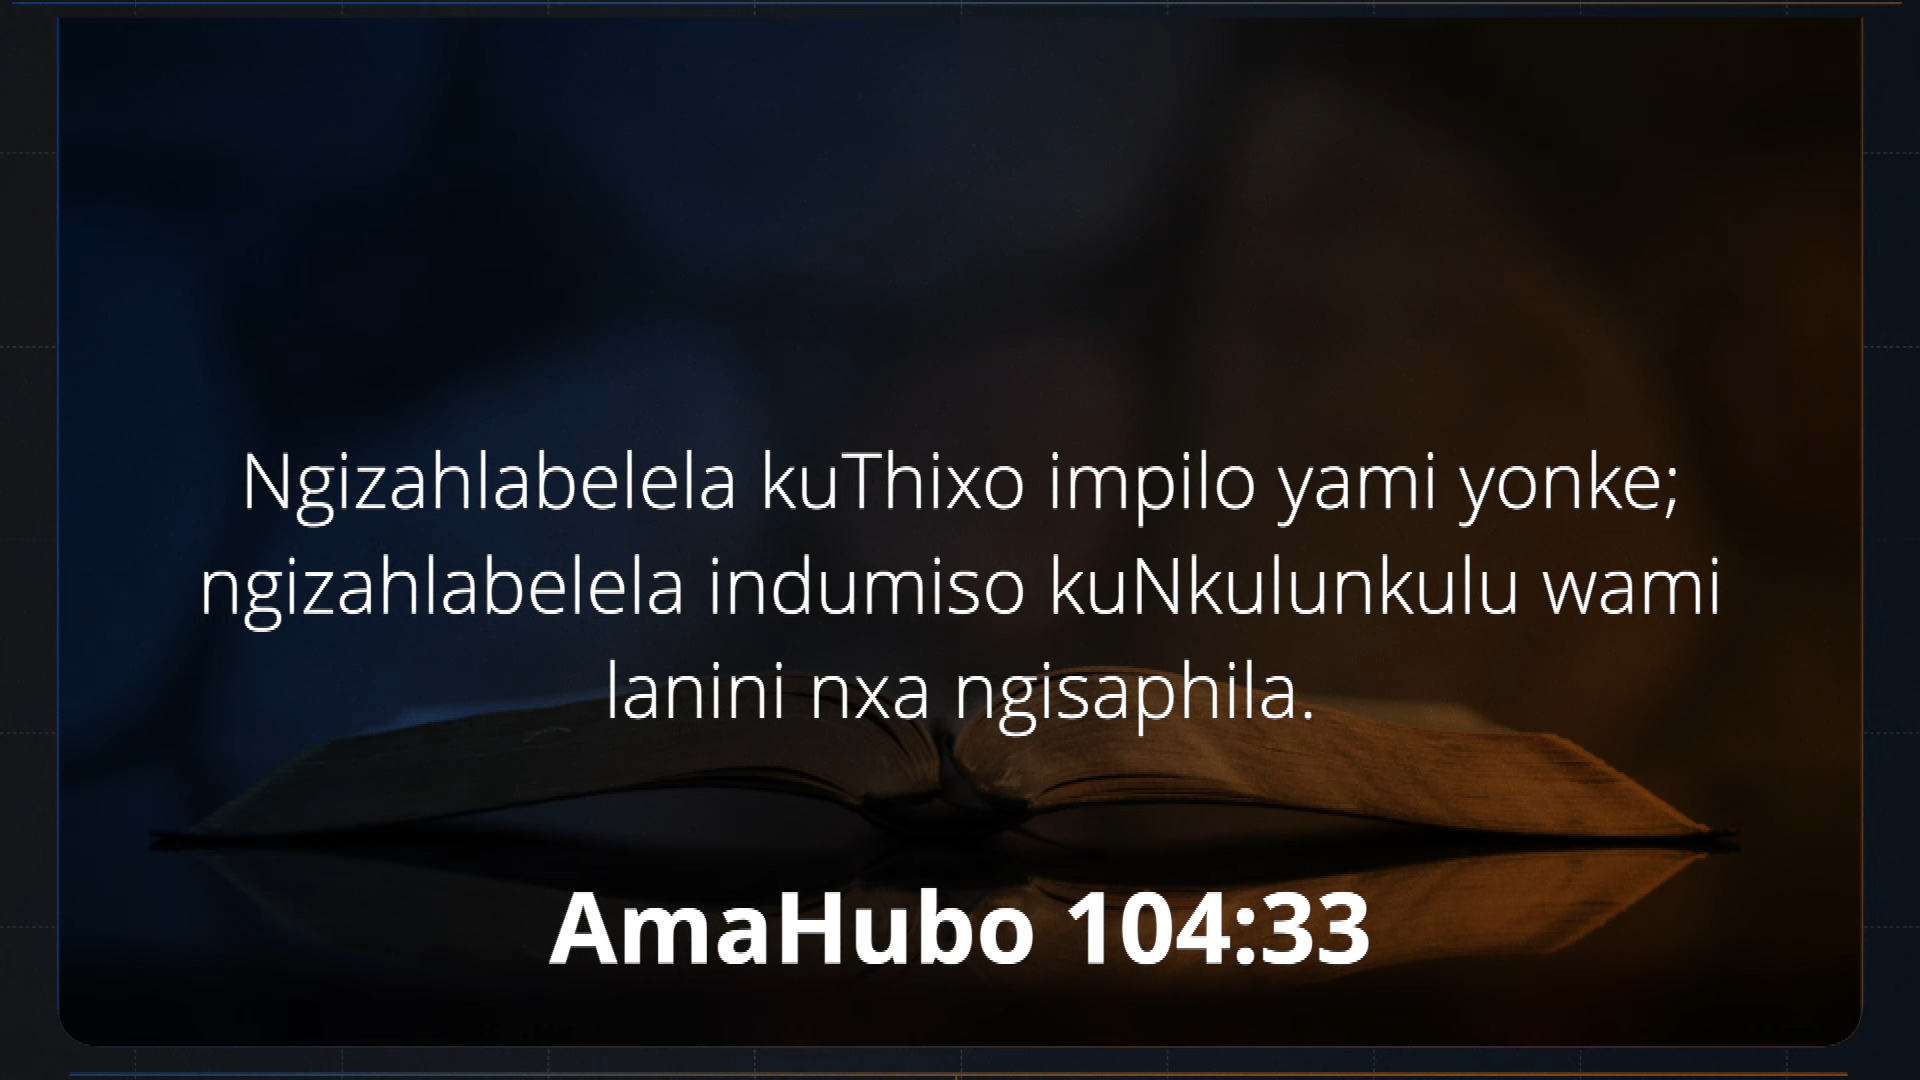 Ngizahlabelela kuThixo impilo yami yonke;
ngizahlabelela indumiso kuNkulunkulu wami
lanini nxa ngisaphila.
AmaHubo 104:33